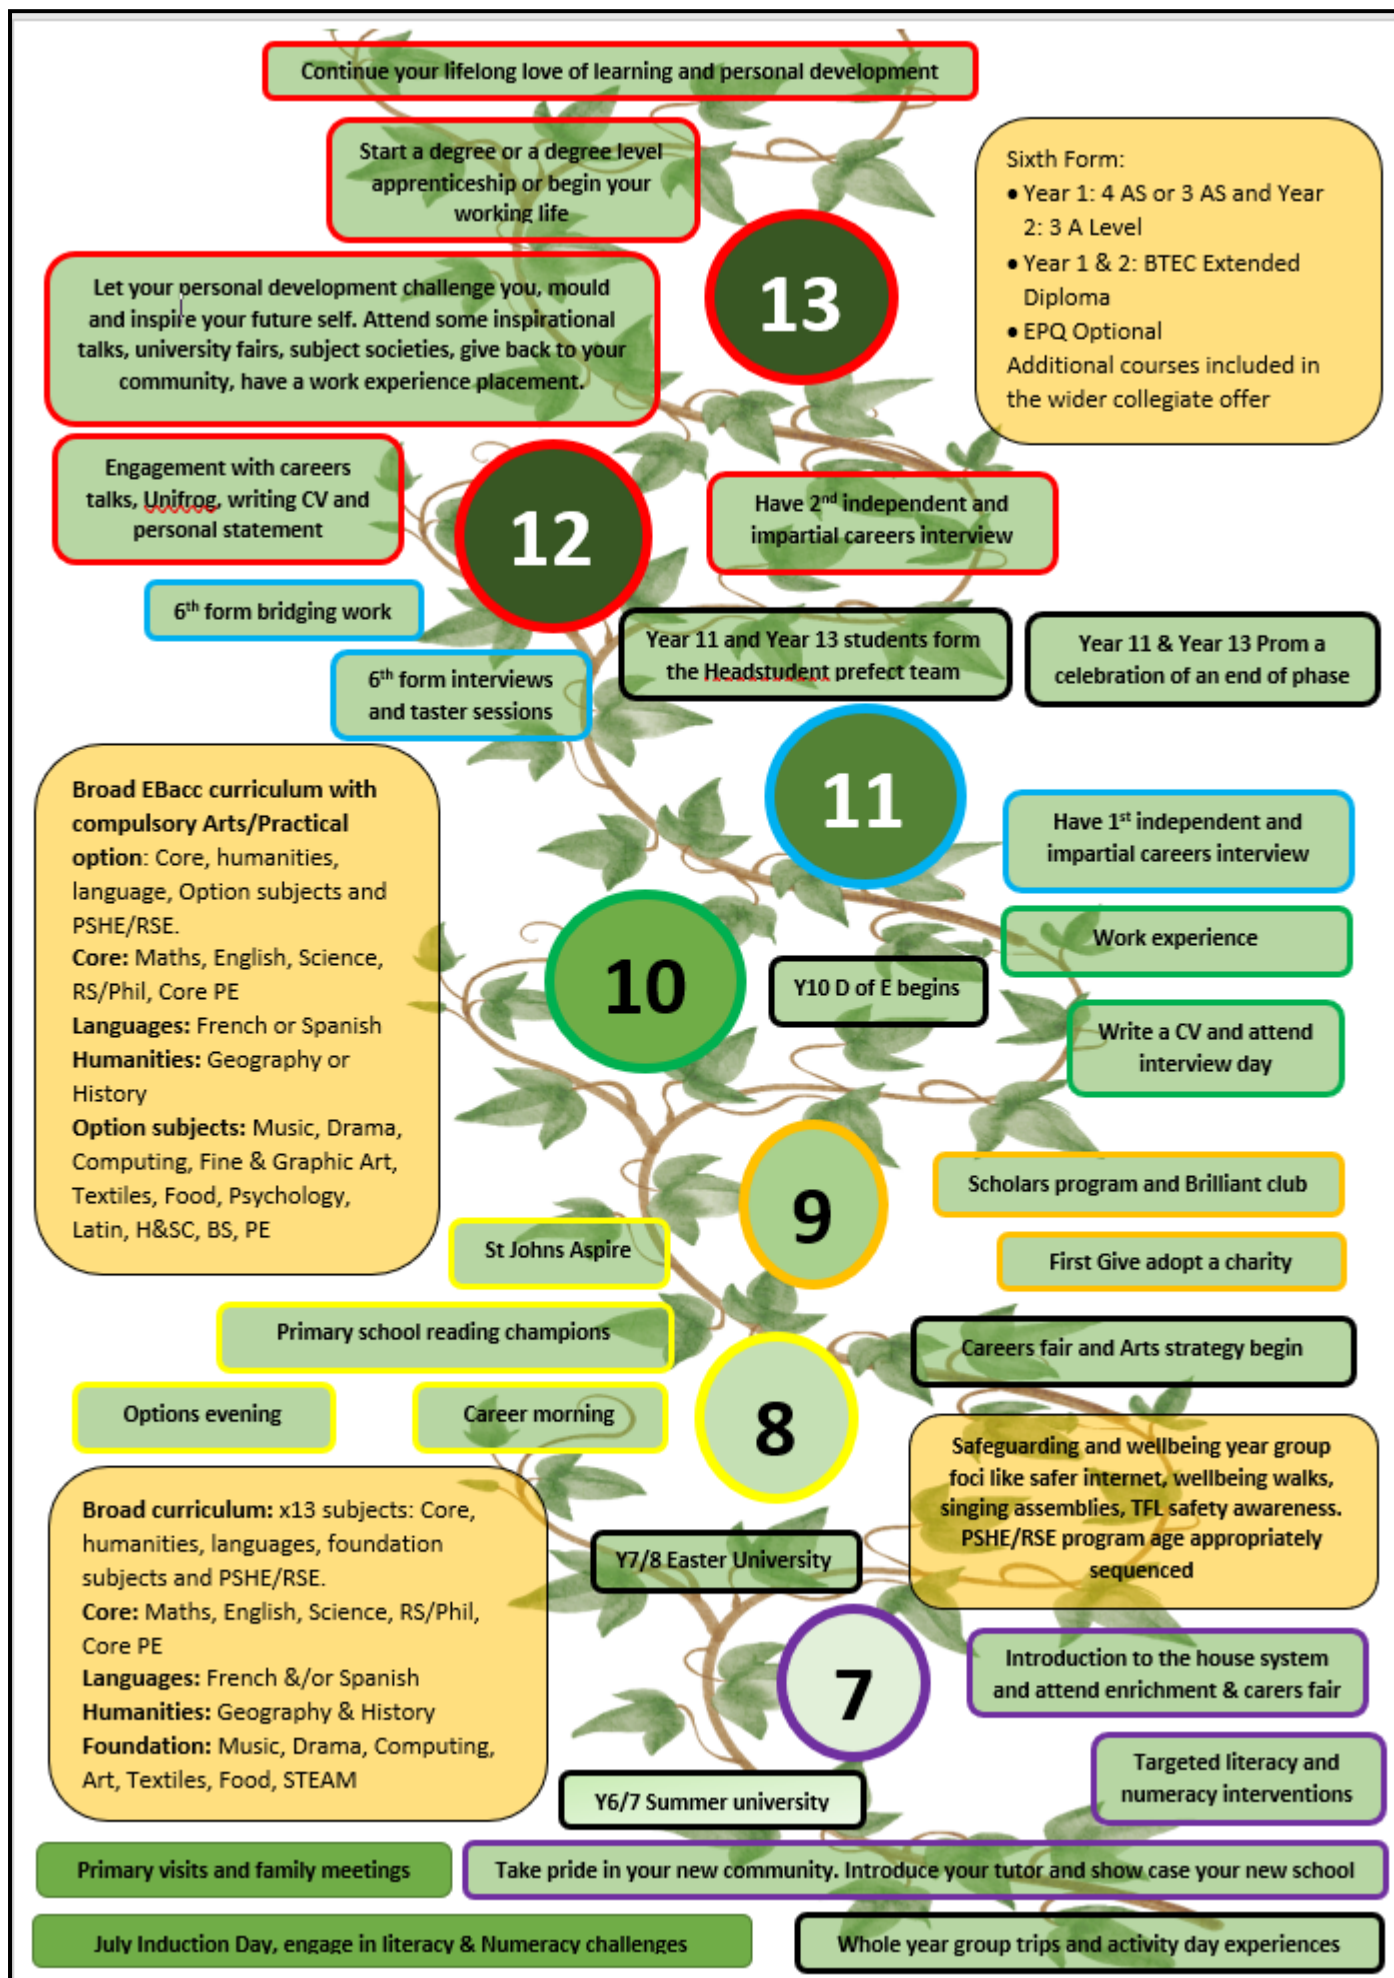 Continue your lifelong love of learning and personal development
Start a degree or a degree level
apprenticeship or begin your
working life
Sixth Form:
• Year 1: 4 AS or 3 AS and Year
2: 3 A Level
• Year 1 & 2: BTEC Extended
Diploma
• EPQ Optional
Additional courses included in
the wider collegiate offer
13
Let your personal development challenge you, mould
and inspire your future self. Attend some inspirational
talks, university fairs, subject societies, give back to your
community, have a work experience placement.
Engagement with careers
talks, Unifrog, writing CV and
personal statement
12
Have 2nd independent and
impartial careers interview
6th form bridging work
Year 11 and Year 13 students form
the Headstudent prefect team
Year 11 & Year 13 Prom a
celebration of an end of phase
6th form interviews
and taster sessions
11
Broad EBacc curriculum with
compulsory Arts/Practical
option: Core, humanities,
language, Option subjects and
PSHE/RSE.
Core: Maths, English, Science,
RS/Phil, Core PE
Languages: French or Spanish
Humanities: Geography or
History
Option subjects: Music, Drama,
Computing, Fine & Graphic Art,
Textiles, Food, Psychology,
Latin, H&SC, BS, PE
Have 1st independent and
impartial careers interview
Work experience
10
Y10 D of E begins
Write a CV and attend
interview day
9
Scholars program and Brilliant club
St Johns Aspire
First Give adopt a charity
Primary school reading champions
Careers fair and Arts strategy begin
Options evening
Career morning
8
Safeguarding and wellbeing year group
foci like safer internet, wellbeing walks,
singing assemblies, TFL safety awareness.
PSHE/RSE program age appropriately
sequenced
Broad curriculum: x13 subjects: Core,
humanities, languages, foundation
subjects and PSHE/RSE.
Core: Maths, English, Science, RS/Phil,
Core PE
Languages: French &/or Spanish
Humanities: Geography & History
Foundation: Music, Drama, Computing,
Art, Textiles, Food, STEAM
Y7/8 Easter University
7
Introduction to the house system
and attend enrichment & carers fair
Targeted literacy and
numeracy interventions
Y6/7 Summer university
Primary visits and family meetings
Take pride in your new community. Introduce your tutor and show case your new school
July Induction Day, engage in literacy & Numeracy challenges
Whole year group trips and activity day experiences